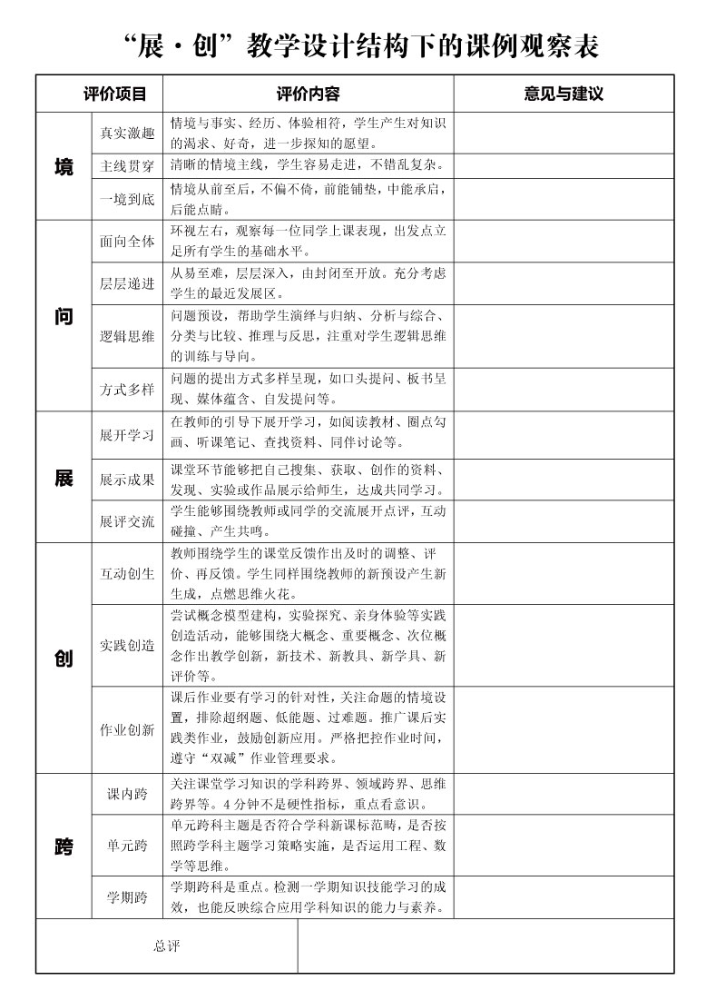 “展·创”教学设计结构下的课例观察表
评价项目
评价内容
意见与建议
境
真实激趣
情境与事实、经历、体验相符，学生产生对知识
的渴求、好奇，进一步探知的愿望。
主线贯穿
清晰的情境主线，学生容易走进，不错乱复杂。
一境到底
情境从前至后，不偏不倚，前能铺垫，中能承启，
后能点睛。
问
面向全体
环视左右，观察每一位同学上课表现，出发点立
足所有学生的基础水平。
层层递进
从易至难，层层深入，由封闭至开放。充分考虑
学生的最近发展区。
逻辑思维
问题预设，帮助学生演绎与归纳、分析与综合、
分类与比较、推理与反思，注重对学生逻辑思维
的训练与导向。
方式多样
问题的提出方式多样呈现，如口头提问、板书呈
现、媒体蕴含、自发提问等。
展
展开学习
在教师的引导下展开学习，如阅读教材、圈点勾
画、听课笔记、查找资料、同伴讨论等。
展示成果
课堂环节能够把自己搜集、获取、创作的资料、
发现、实验或作品展示给师生，达成共同学习。
展评交流
学生能够围绕教师或同学的交流展开点评，互动
碰撞、产生共鸣。
创
互动创生
教师围绕学生的课堂反馈作出及时的调整、评
价、再反馈。学生同样围绕教师的新预设产生新
生成，点燃思维火花。
实践创造
尝试概念模型建构，实验探究、亲身体验等实践
创造活动，能够围绕大概念、重要概念、次位概
念作出教学创新，新技术、新教具、新学具、新
评价等。
作业创新
课后作业要有学习的针对性，关注命题的情境设
置，排除超纲题、低能题、过难题。推广课后实
践类作业，鼓励创新应用。严格把控作业时间，
遵守“双减”作业管理要求。
跨
课内跨
关注课堂学习知识的学科跨界、领域跨界、思维
跨界等。4 分钟不是硬性指标，重点看意识。
单元跨
单元跨科主题是否符合学科新课标范畴，是否按
照跨学科主题学习策略实施，是否运用工程、数
学等思维。
学期跨
学期跨科是重点。检测一学期知识技能学习的成
效，也能反映综合应用学科知识的能力与素养。
总评